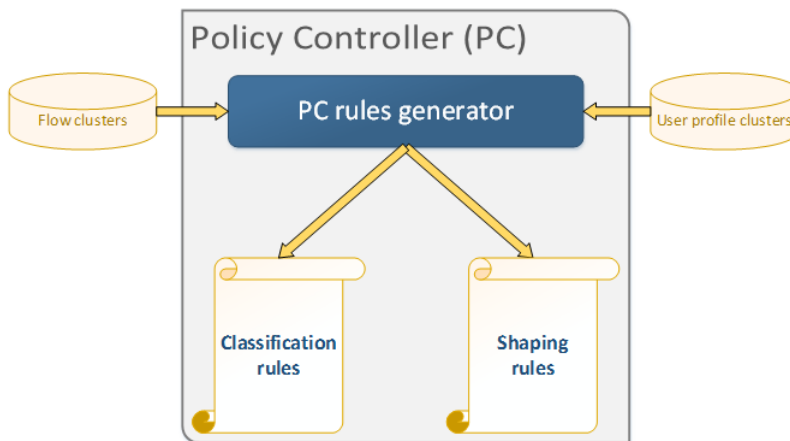 Policy Controller (PC)
PC rules generator
Flow clusters
User profile clusters
Classification
rules
Shaping
rules